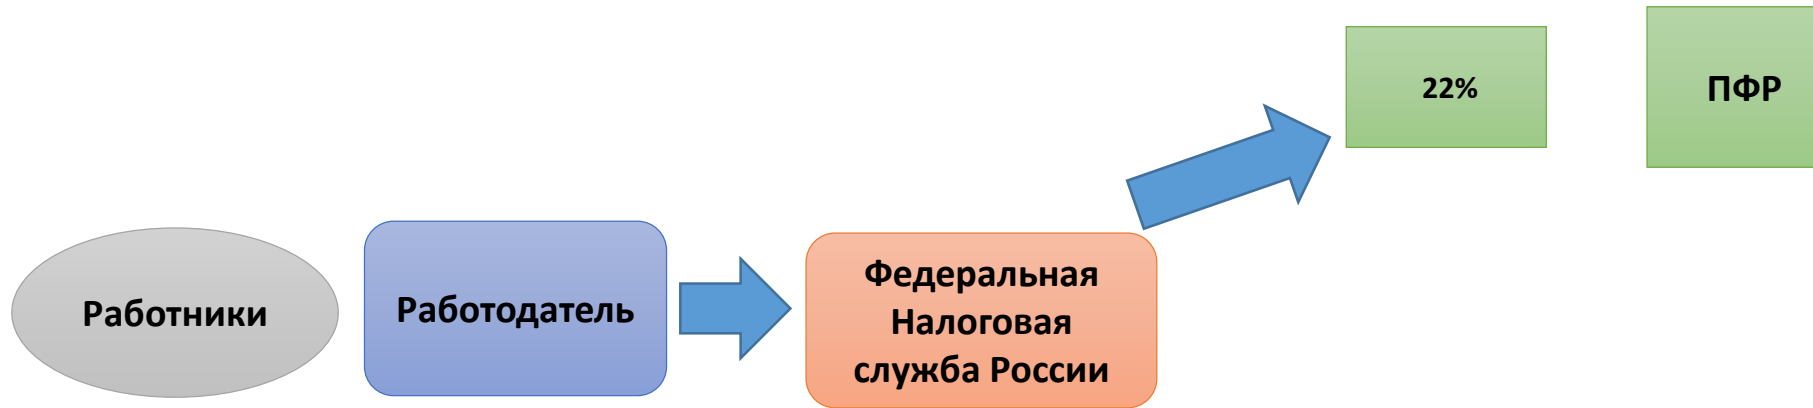 22%
ПФР
Работники
Работодатель
Федеральная
Налоговая
служба России